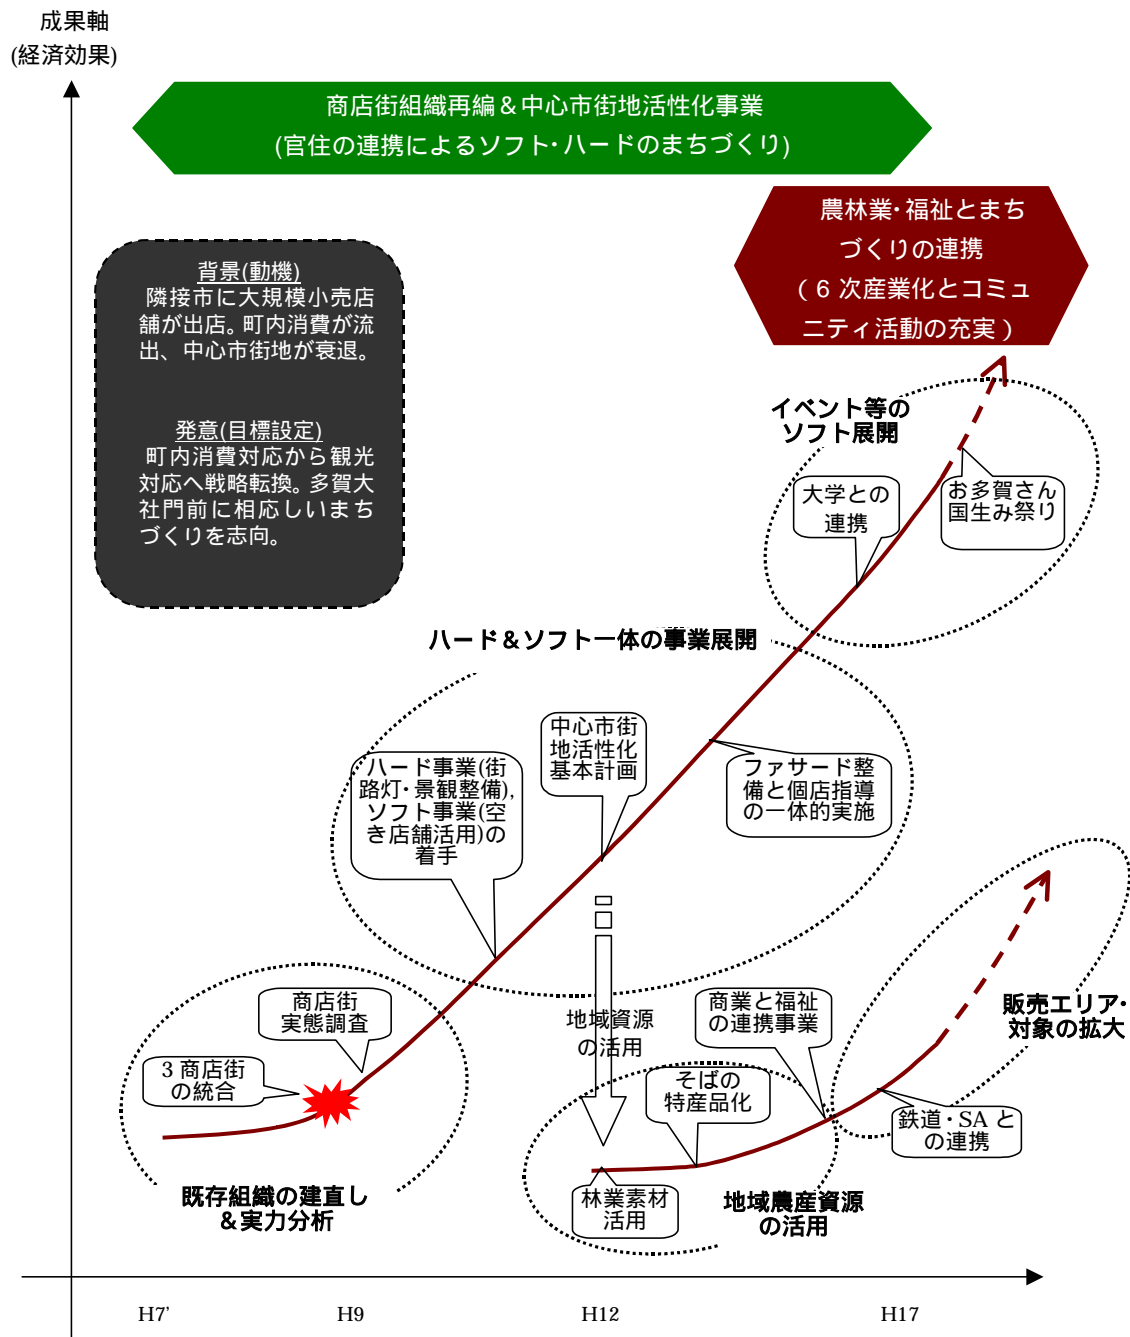 成果軸
(経済効果)
商店街組織再編＆中心市街地活性化事業
(官住の連携によるソフト・ハードのまちづくり)
農林業・福祉とまち
づくりの連携
（６次産業化とコミュ
ニティ活動の充実）
背景(動機)
隣接市に大規模小売店
舗が出店。町内消費が流
出、中心市街地が衰退。
発意(目標設定)
町内消費対応から観光
対応へ戦略転換。多賀大
社門前に相応しいまち
づくりを志向。
イベント等の
ソフト展開
大学との
連携
お多賀さん
国生み祭り
ハード＆ソフト一体の事業展開
中心市街
地活性化
基本計画
ハード事業(街
路灯・景観整備),
ソフト事業(空
き店舗活用)の
着手
ファサード整
備と個店指導
の一体的実施
商店街
実態調査
３商店街
の統合
既存組織の建直し
＆実力分析
地域資源
の活用
商業と福祉
の連携事業
そばの
特産品化
林業素材
活用
地域農産資源
の活用
販売エリア・
対象の拡大
鉄道・SA と
の連携
H7’
H9
H12
H17